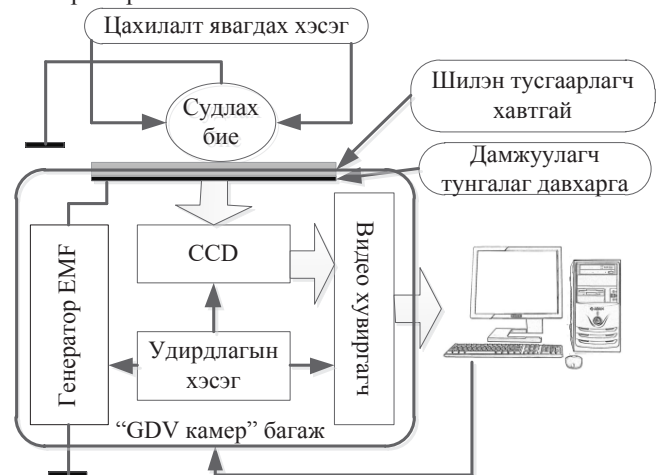 Цахилалт явагдах хэсэг
Судлах
бие
Шилэн тусгаарлагч
хавтгай
Дамжуулагч
тунгалаг давхарга
Генератор EMF
CCD
Видео хувиргагч
Удирдлагын
хэсэг
“GDV камер” багаж